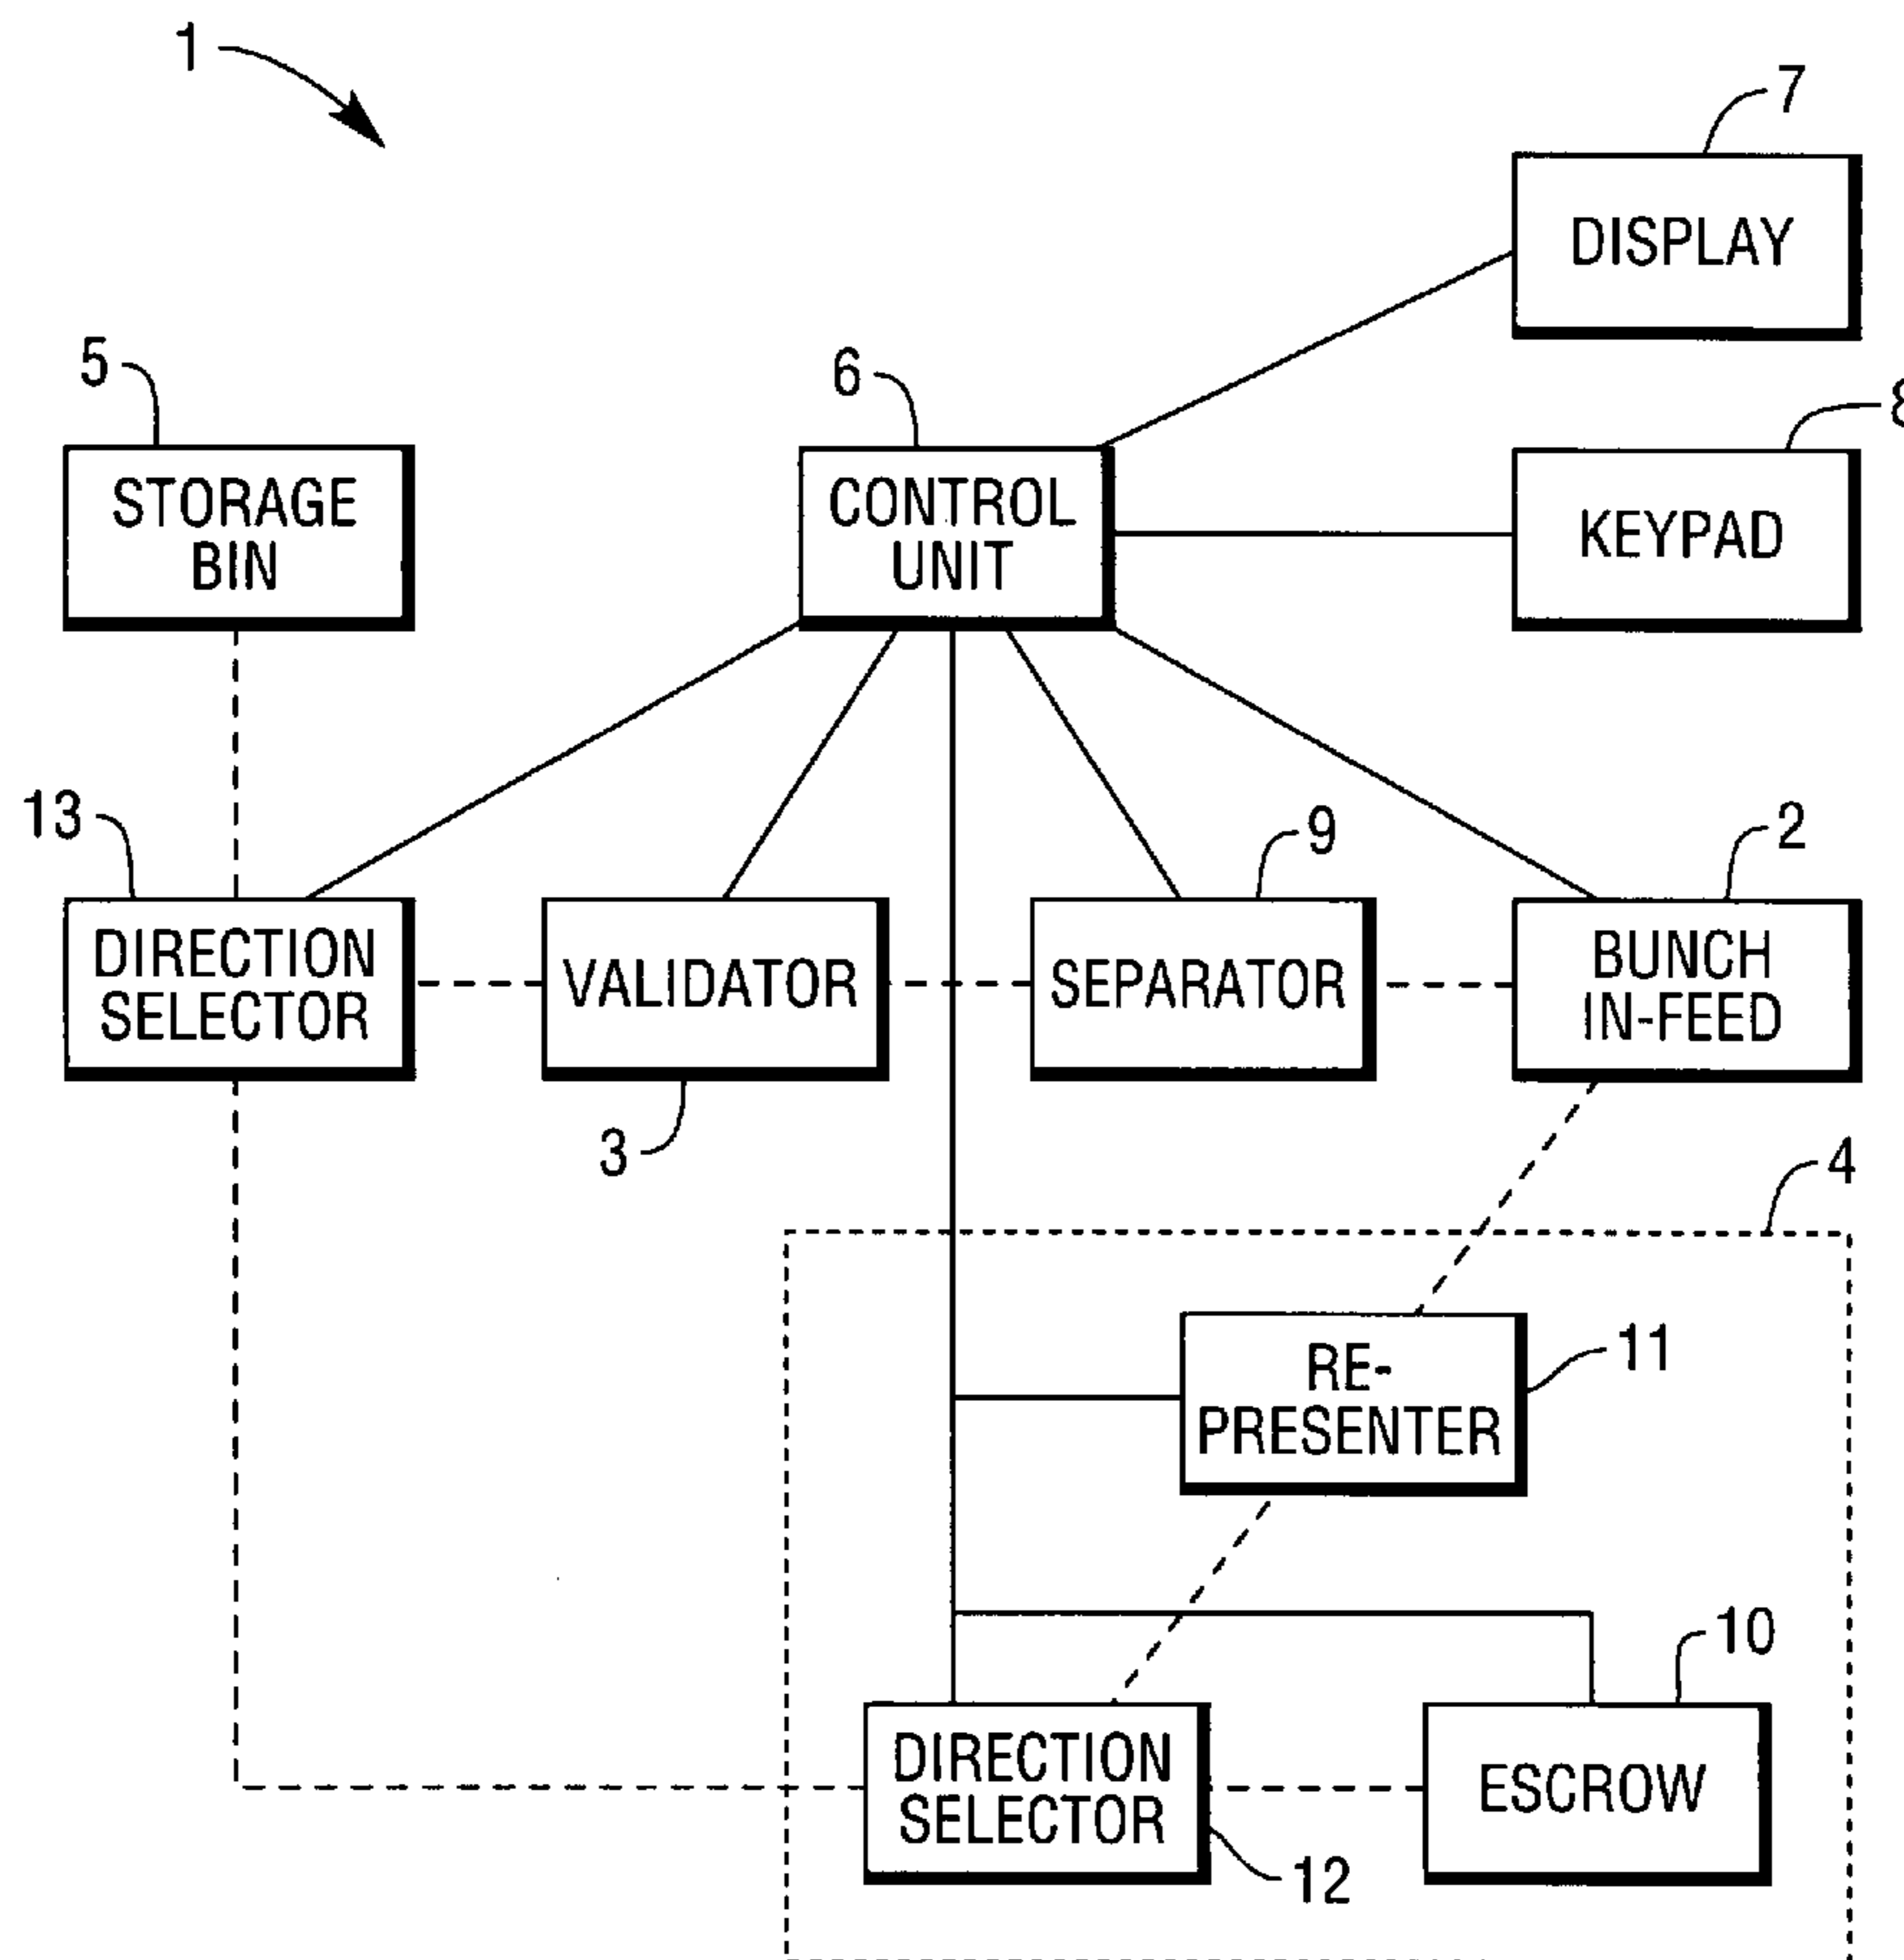 1
7
DISPLAY
5
6
8
STORAGE
BIN
CONTROL
UNIT
KEYPAD
13
9
2
DIRECTION
SELECTOR
VALIDATOR
SEPARATOR
BUNCH
IN-FEED
3
4
RE-
PRESENTER
11
10
DIRECTION
SELECTOR
ESCROW
12